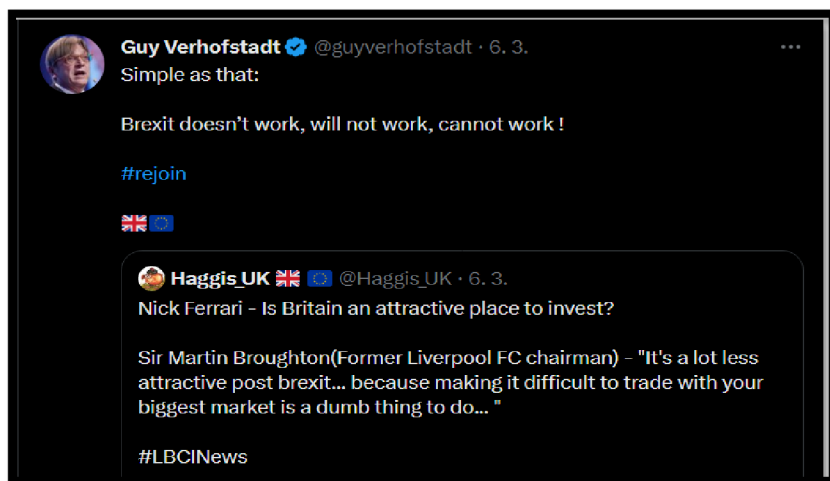 Guy Verhofstadt @guyverhofstadt · 6. 3.
Simple as that:
Brexit doesn’t work, will not work, cannot work !
#rejoin
Haggis_UK 🇬🇧 🇪🇺 @Haggis_UK · 6. 3.
Nick Ferrari - Is Britain an attractive place to invest?
Sir Martin Broughton(Former Liverpool FC chairman) - "It's a lot less
attractive post brexit... because making it difficult to trade with your
biggest market is a dumb thing to do... "
#LBCINews